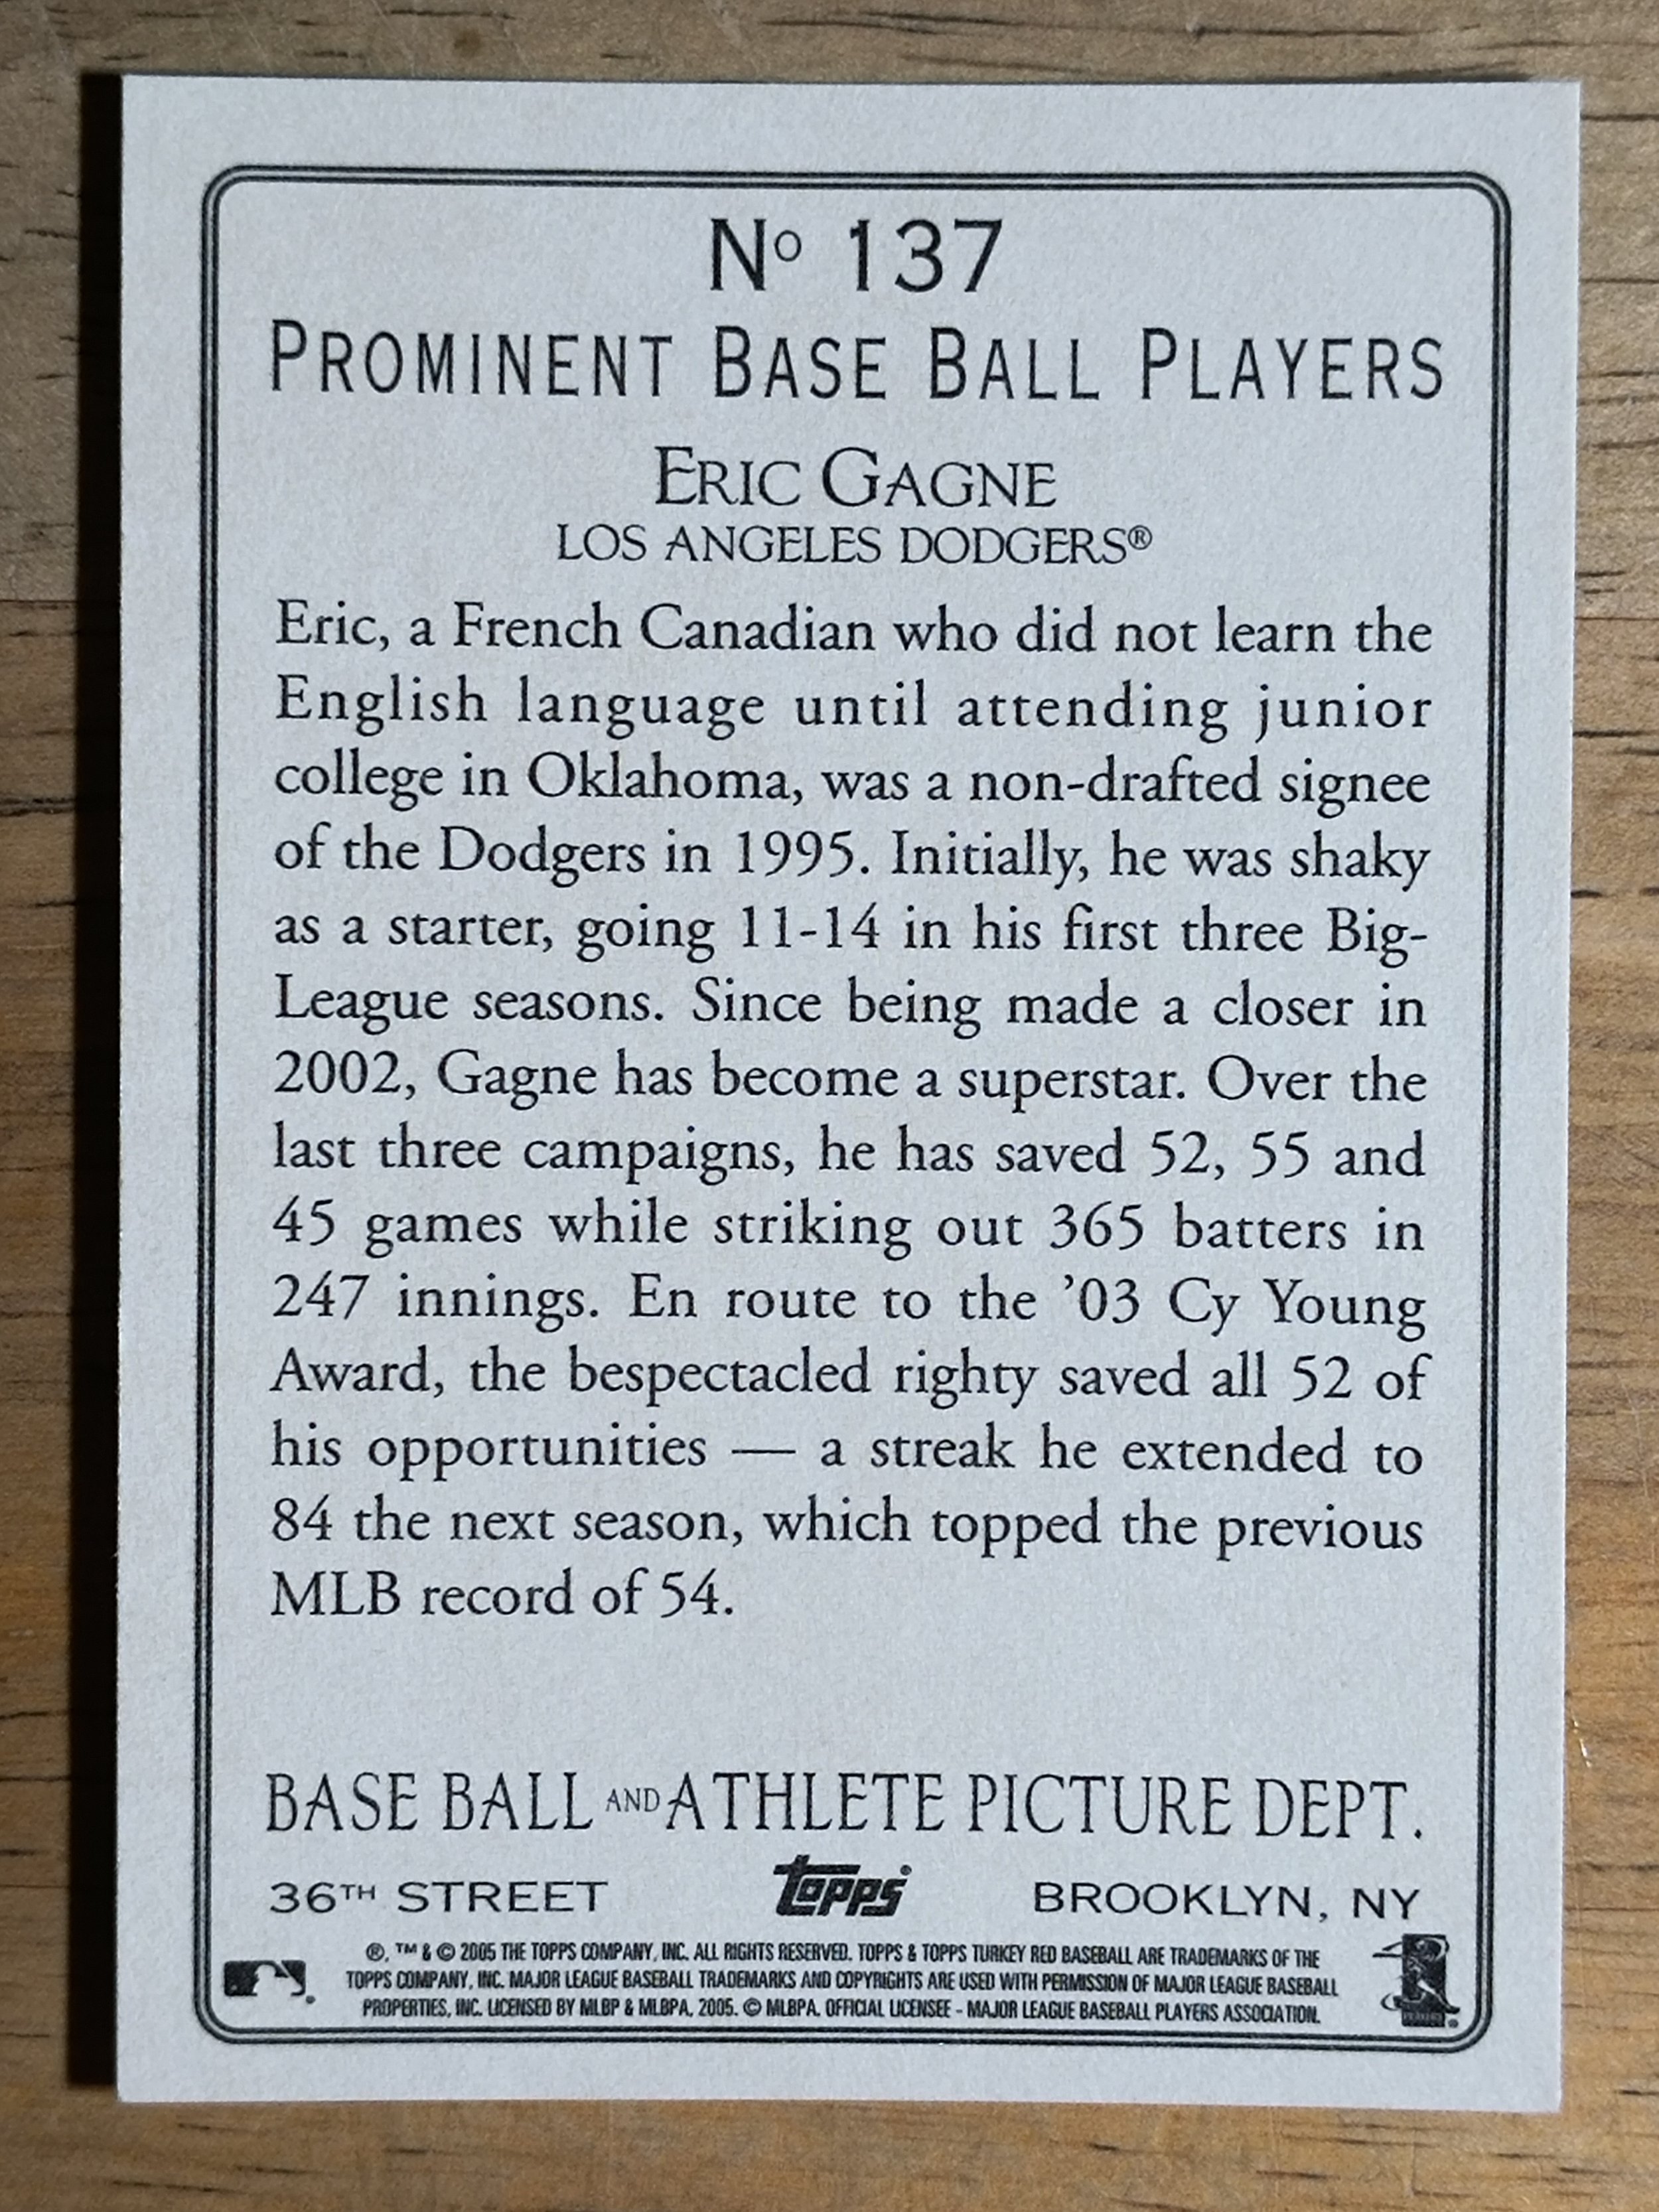 Nº 137
PROMINENT BASE BALL PLAYERS
ERIC GAGNE
LOS ANGELES DODGERS®
Eric, a French Canadian who did not learn the
English language until attending junior
college in Oklahoma, was a non-drafted signee
of the Dodgers in 1995. Initially, he was shaky
as a starter, going 11-14 in his first three Big-
League seasons. Since being made a closer in
2002, Gagne has become a superstar. Over the
last three campaigns, he has saved 52, 55 and
45 games while striking out 365 batters in
247 innings. En route to the ’03 Cy Young
Award, the bespectacled righty saved all 52 of
his opportunities — a streak he extended to
84 the next season, which topped the previous
MLB record of 54.
BASE BALL AND ATHLETE PICTURE DEPT.
36TH STREET topps BROOKLYN, NY
®, ™ & © 2005 THE TOPPS COMPANY, INC. ALL RIGHTS RESERVED. TOPPS & TOPPS TURKEY RED BASEBALL ARE TRADEMARKS OF THE
TOPPS COMPANY, INC. MAJOR LEAGUE BASEBALL TRADEMARKS AND COPYRIGHTS ARE USED WITH PERMISSION OF MAJOR LEAGUE BASEBALL
PROPERTIES, INC. LICENSED BY MLBP & MLBPA, 2005. © MLBPA. OFFICIAL LICENSEE - MAJOR LEAGUE BASEBALL PLAYERS ASSOCIATION.